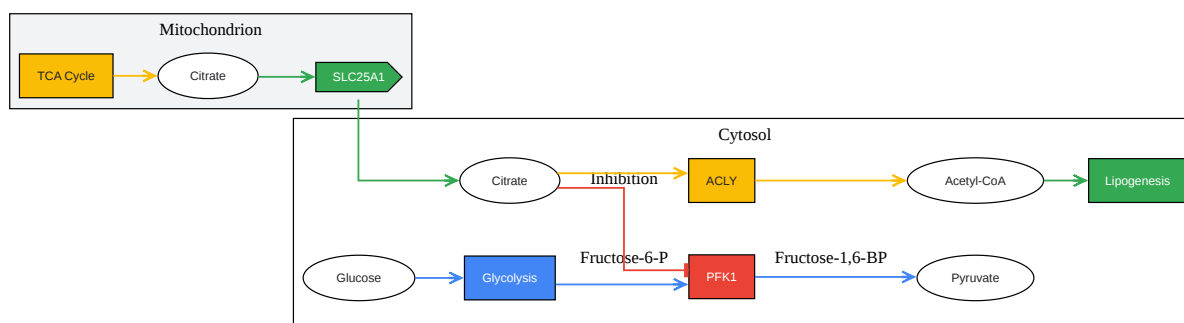 Mitochondrion
TCA Cycle
Citrate
SLC25A1
Cytosol
Citrate
Inhibition
ACLY
Acetyl-CoA
Lipogenesis
Glucose
Glycolysis
Fructose-6-P
PFK1
Fructose-1,6-BP
Pyruvate